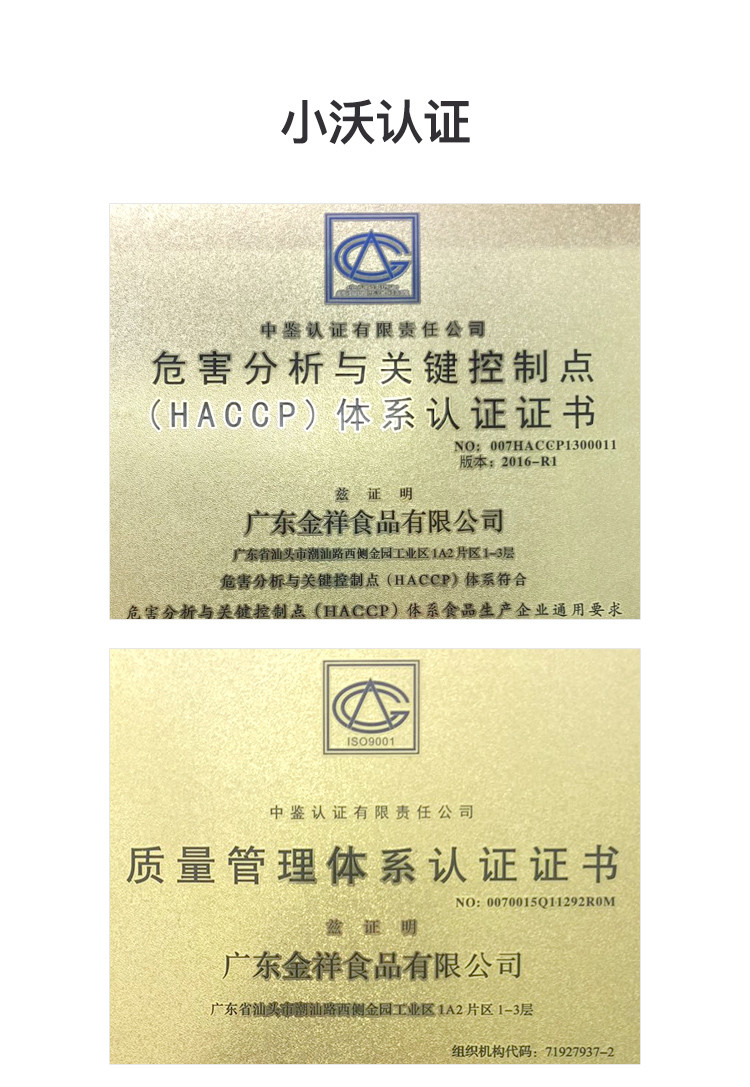 小沃认证
中鉴认证有限责任公司
危害分析与关键控制点
(HACCP)体系认证证书
NO: 007HACCP1300011
版本: 2016-R1
兹 证 明
广东金祥食品有限公司
广东省汕头市潮汕路西侧金园工业区1A2片区1-3层
危害分析与关键控制点(HACCP)体系符合
危害分析与关键控制点(HACCP)体系食品生产企业通用要求
ISO9001
中鉴认证有限责任公司
质量管理体系认证证书
NO: 0070015Q11292R0M
兹 证 明
广东金祥食品有限公司
广东省汕头市潮汕路西侧金园工业区1A2片区1-3层
组织机构代码: 71927937-2